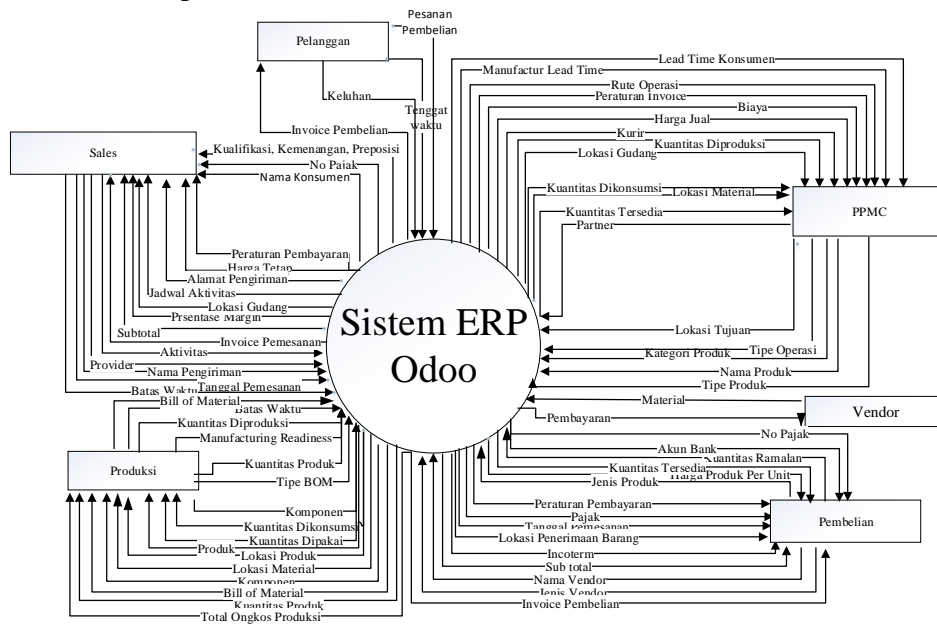 Pesanan
Pembelian
Pelanggan
Lead Time Konsumen
Manufactur Lead Time
Rute Operasi
Keluhan
Peraturan Invoice
Biaya
Tenggat
waktu
Harga Jual
Invoice Pembelian
Kurir
Kuantitas Diproduksi
Sales
Kualifikasi, Kemenangan, Preposisi
Lokasi Gudang
No Pajak
Nama Konsumen
Kuantitas Dikonsumsi
Lokasi Material
Kuantitas Tersedia
PPMC
Partner
Peraturan Pembayaran
Harga Tetap
Alamat Pengiriman
Jadwal Aktivitas
Lokasi Gudang
Prsentase Margin
Sistem ERP
Odoo
Subtotal
Lokasi Tujuan
Invoice Pemesanan
Aktivitas
Tipe Operasi
Kategori Produk
Provider
Nama Pengiriman
Nama Produk
Tanggal Pemesanan
Tipe Produk
Batas Waktu
Bill of Material
Material
Batas Waktu
Vendor
Kuantitas Diproduksi
Pembayaran
Manufacturing Readiness
No Pajak
Akun Bank
Kuantitas Ramalan
Produksi
Kuantitas Produk
Kuantitas Tersedia
Harga Produk Per Unit
Tipe BOM
Jenis Produk
Komponen
Peraturan Pembayaran
Kuantitas Dikonsumsi
Pajak
Pembelian
Tanggal Pemesanan
Kuantitas Dipakai
Lokasi Penerimaan Barang
Produk
Lokasi Produk
Incoterm
Lokasi Material
Sub total
Komponen
Nama Vendor
Bill of Material
Jenis Vendor
Kuantitas Produk
Invoice Pembelian
Total Ongkos Produksi